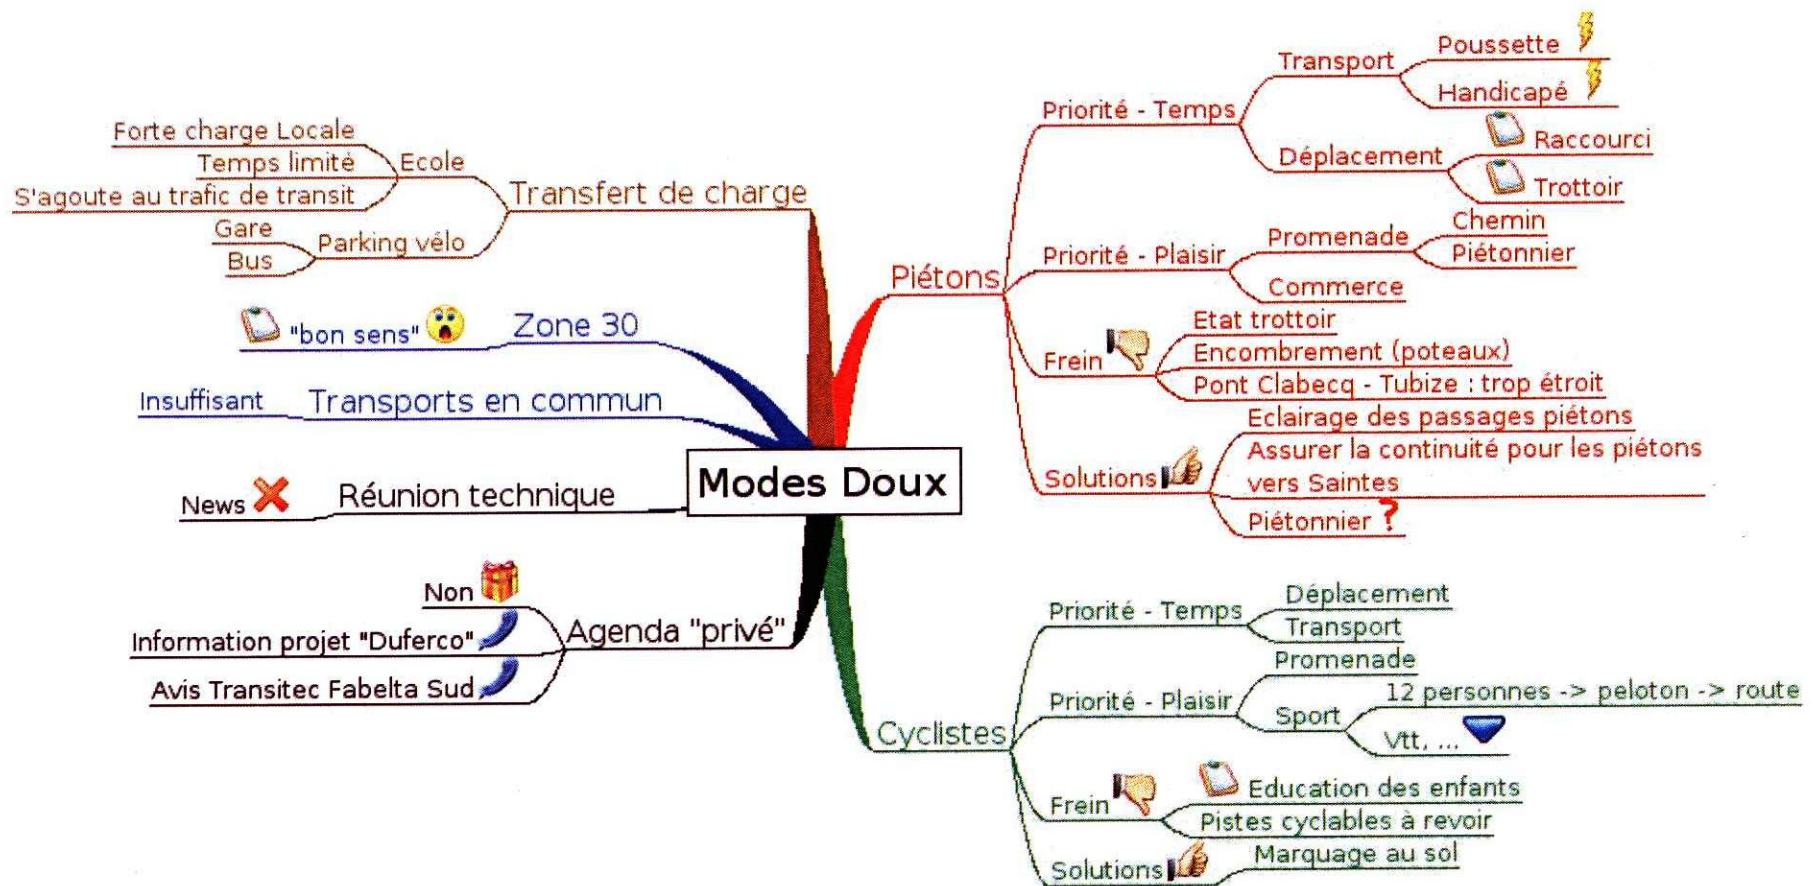 Forte charge Locale
Temps limité
S'agoute au trafic de transit
Ecole
Gare
Bus
Parking vélo
Transfert de charge
"bon sens"
Zone 30
Insuffisant
Transports en commun
News
Réunion technique
Non
Information projet "Duferco"
Avis Transitec Fabelta Sud
Agenda "privé"
Modes Doux
Piétons
Priorité - Temps
Transport
Poussette
Handicapé
Déplacement
Raccourci
Trottoir
Priorité - Plaisir
Promenade
Chemin
Piétonnier
Commerce
Frein
Etat trottoir
Encombrement (poteaux)
Pont Clabecq - Tubize : trop étroit
Solutions
Eclairage des passages piétons
Assurer la continuité pour les piétons
vers Saintes
Piétonnier ?
Cyclistes
Priorité - Temps
Déplacement
Transport
Priorité - Plaisir
Promenade
Sport
12 personnes -> peloton -> route
Vtt, ...
Frein
Education des enfants
Pistes cyclables à revoir
Solutions
Marquage au sol